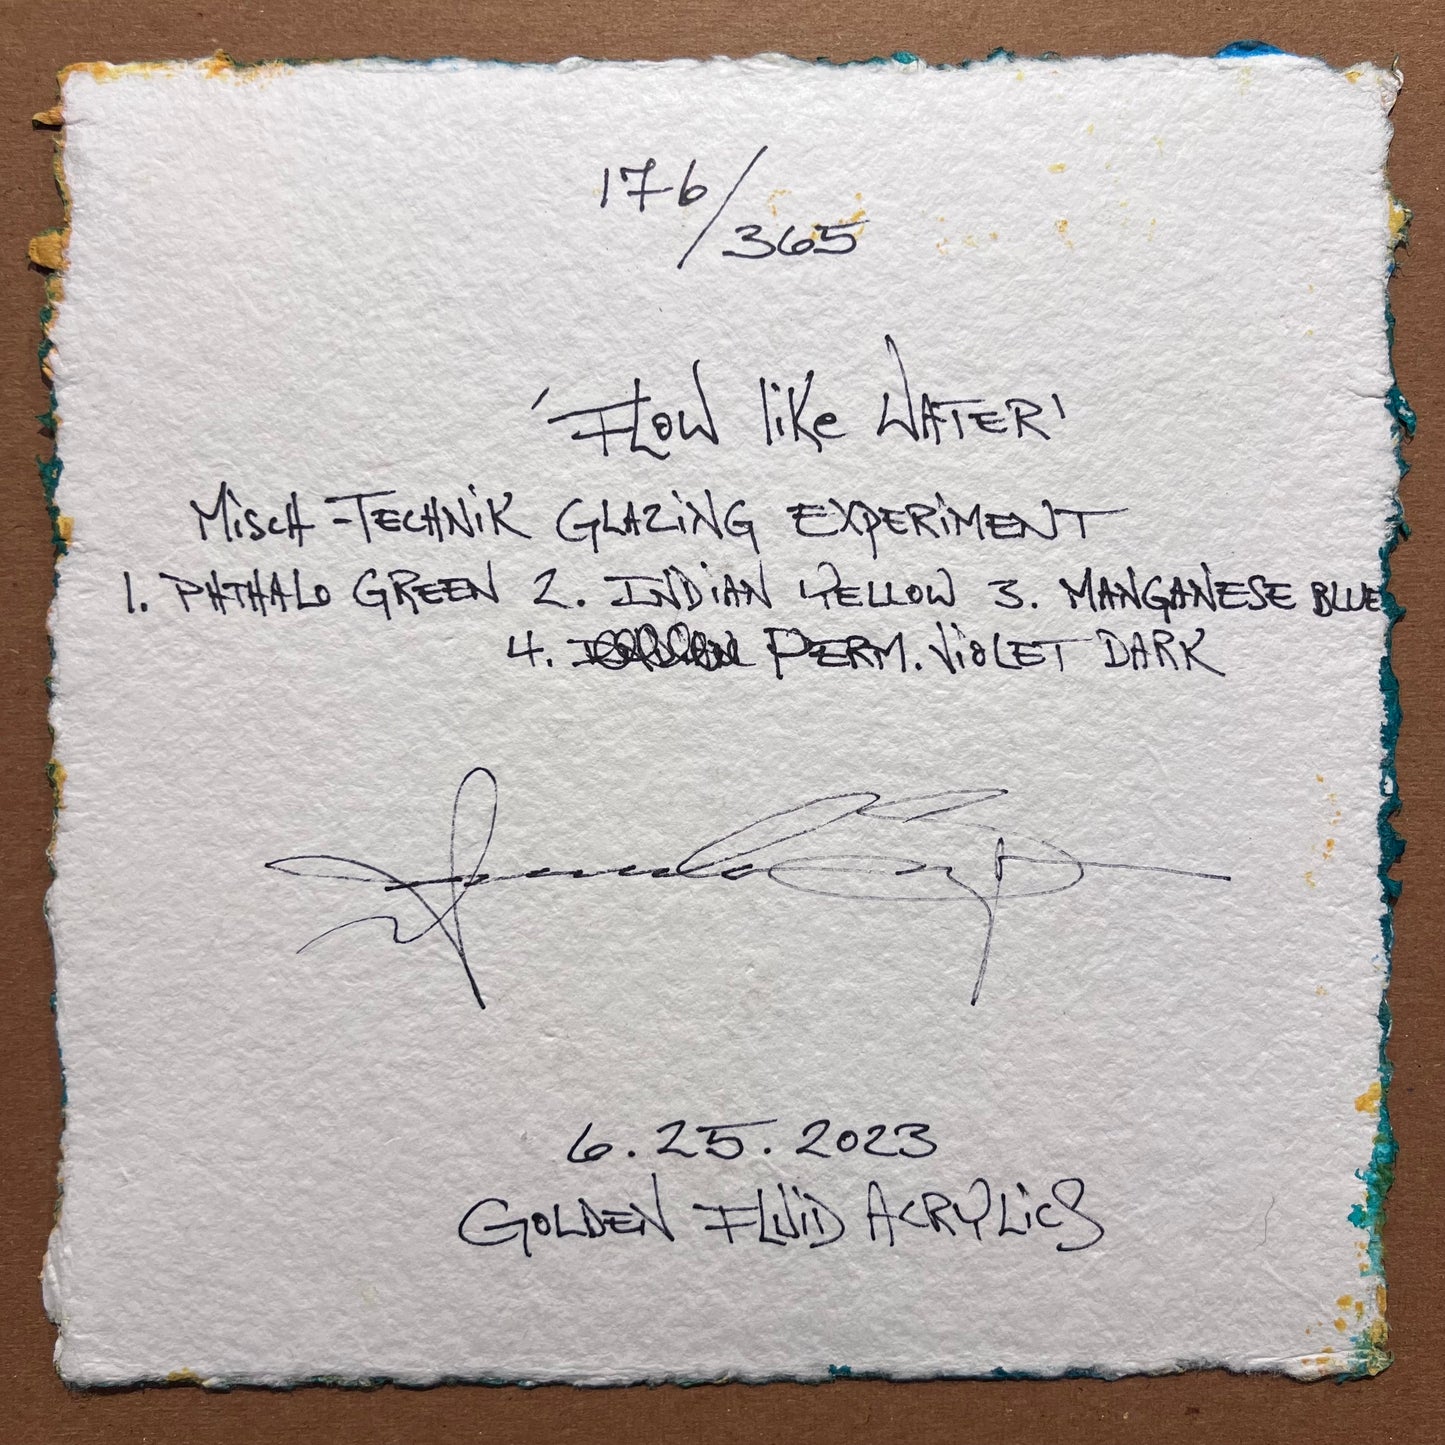 176/365
'Flow like WATER'
Misch-Technik Glazing Experiment
1. Phthalo Green 2. Indian Yellow 3. Manganese Blue
4. Perm. Violet Dark
6.25.2023
Golden Fluid Acrylics